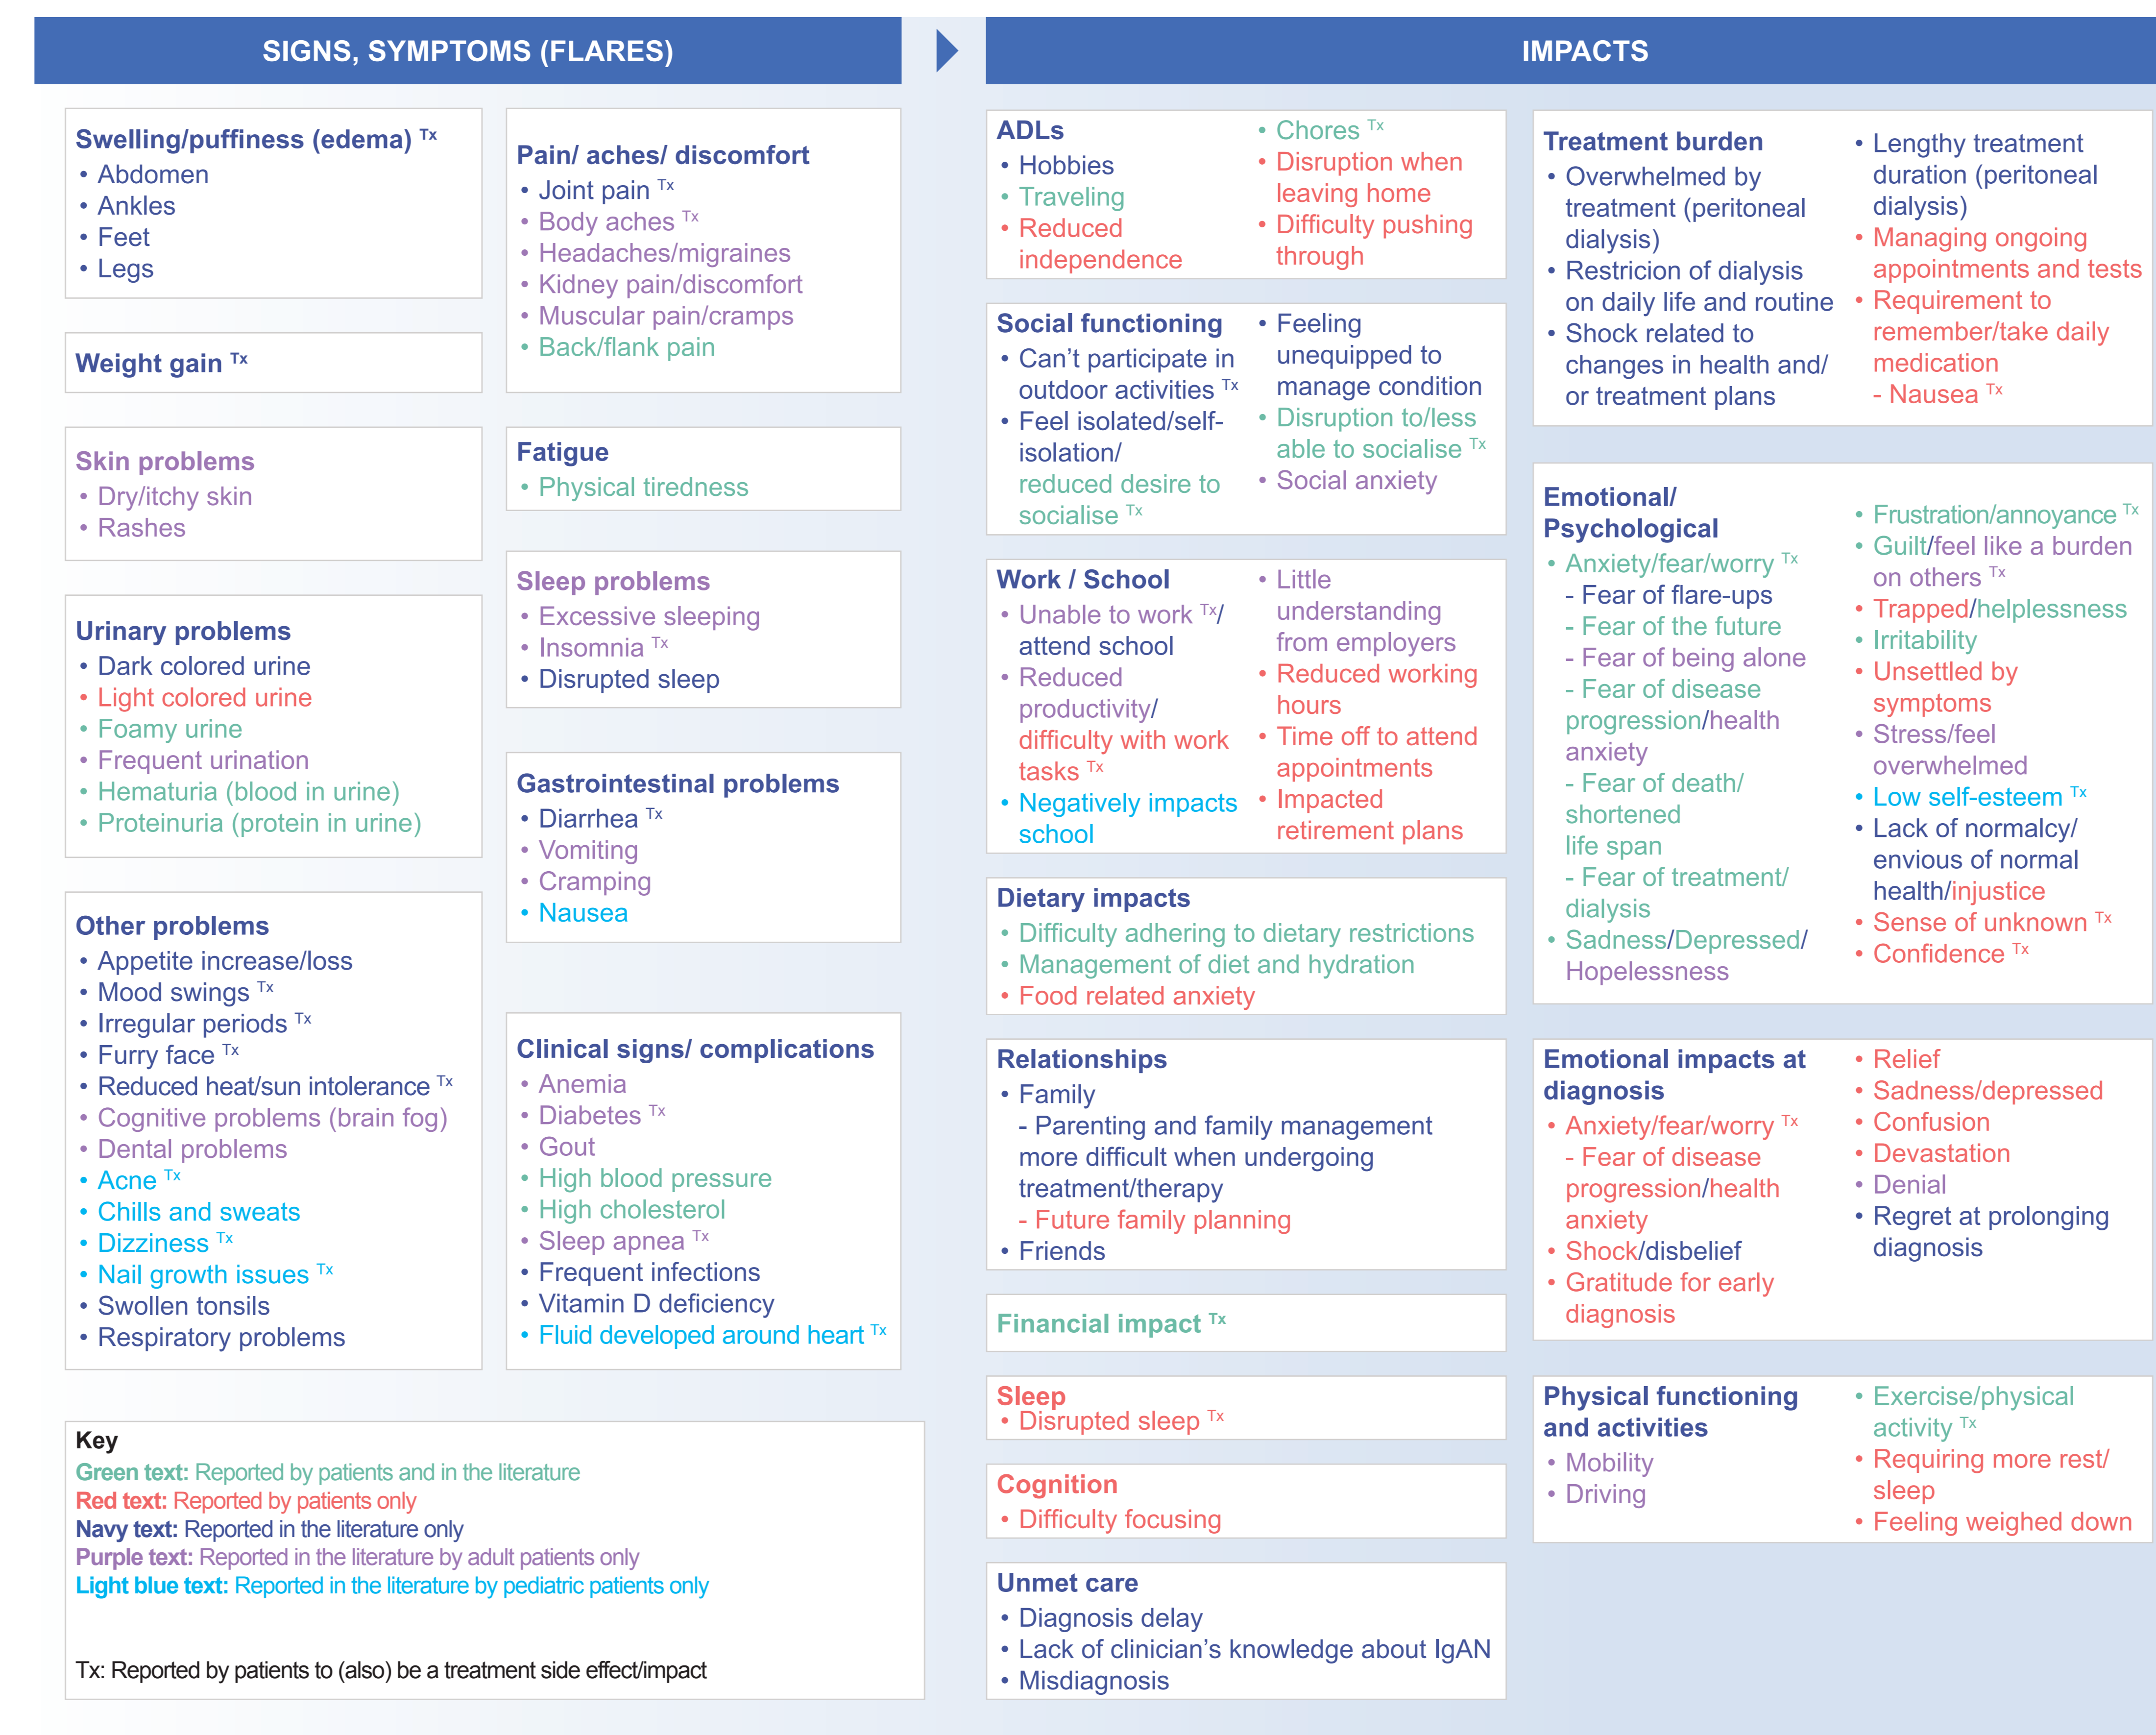 SIGNS, SYMPTOMS (FLARES)
Swelling/puffiness (edema) Tx
• Abdomen
• Ankles
• Feet
• Legs
Weight gain Tx
Skin problems
• Dry/itchy skin
• Rashes
Urinary problems
• Dark colored urine
• Light colored urine
• Foamy urine
• Frequent urination
• Hematuria (blood in urine)
• Proteinuria (protein in urine)
Other problems
• Appetite increase/loss
• Mood swings Tx
• Irregular periods Tx
• Furry face Tx
• Reduced heat/sun intolerance Tx
• Cognitive problems (brain fog)
• Dental problems
• Acne Tx
• Chills and sweats
• Dizziness Tx
• Nail growth issues Tx
• Swollen tonsils
• Respiratory problems
Pain/ aches/ discomfort
• Joint pain Tx
• Body aches Tx
• Headaches/migraines
• Kidney pain/discomfort
• Muscular pain/cramps
• Back/flank pain
Fatigue
• Physical tiredness
Sleep problems
• Excessive sleeping
• Insomnia Tx
• Disrupted sleep
Gastrointestinal problems
• Diarrhea Tx
• Vomiting
• Cramping
• Nausea
Clinical signs/ complications
• Anemia
• Diabetes Tx
• Gout
• High blood pressure
• High cholesterol
• Sleep apnea Tx
• Frequent infections
• Vitamin D deficiency
• Fluid developed around heart Tx
Key
Green text: Reported by patients and in the literature
Red text: Reported by patients only
Navy text: Reported in the literature only
Purple text: Reported in the literature by adult patients only
Light blue text: Reported in the literature by pediatric patients only
Tx: Reported by patients to (also) be a treatment side effect/impact
IMPACTS
ADLs
• Hobbies
• Traveling
• Reduced
independence
• Chores Tx
• Disruption when
leaving home
• Difficulty pushing
through
Social functioning
• Can't participate in
outdoor activities Tx
• Feel isolated/self-
isolation/
reduced desire to
socialise Tx
• Feeling
unequipped to
manage condition
• Disruption to/less
able to socialise Tx
• Social anxiety
Work / School
• Unable to work Tx/
attend school
• Reduced
productivity/
difficulty with work
tasks Tx
• Negatively impacts
school
• Little
understanding
from employers
• Reduced working
hours
• Time off to attend
appointments
• Impacted
retirement plans
Dietary impacts
• Difficulty adhering to dietary restrictions
• Management of diet and hydration
• Food related anxiety
Relationships
• Family
- Parenting and family management
more difficult when undergoing
treatment/therapy
- Future family planning
• Friends
Financial impact Tx
Sleep
• Disrupted sleep Tx
Cognition
• Difficulty focusing
Unmet care
• Diagnosis delay
• Lack of clinician's knowledge about IgAN
• Misdiagnosis
Treatment burden
• Overwhelmed by
treatment (peritoneal
dialysis)
• Restricion of dialysis
on daily life and routine
• Shock related to
changes in health and/
or treatment plans
• Lengthy treatment
duration (peritoneal
dialysis)
• Managing ongoing
appointments and tests
• Requirement to
remember/take daily
medication
- Nausea Tx
Emotional/
Psychological
• Anxiety/fear/worry Tx
- Fear of flare-ups
- Fear of the future
- Fear of being alone
- Fear of disease
progression/health
anxiety
- Fear of death/
shortened
life span
- Fear of treatment/
dialysis
• Sadness/Depressed/
Hopelessness
• Frustration/annoyance Tx
• Guilt/feel like a burden
on others Tx
• Trapped/helplessness
• Irritability
• Unsettled by
symptoms
• Stress/feel
overwhelmed
• Low self-esteem Tx
• Lack of normalcy/
envious of normal
health/injustice
• Sense of unknown Tx
• Confidence Tx
Emotional impacts at
diagnosis
• Anxiety/fear/worry Tx
- Fear of disease
progression/health
anxiety
• Shock/disbelief
• Gratitude for early
diagnosis
• Relief
• Sadness/depressed
• Confusion
• Devastation
• Denial
• Regret at prolonging
diagnosis
Physical functioning
and activities
• Mobility
• Driving
• Exercise/physical
activity Tx
• Requiring more rest/
sleep
• Feeling weighed down